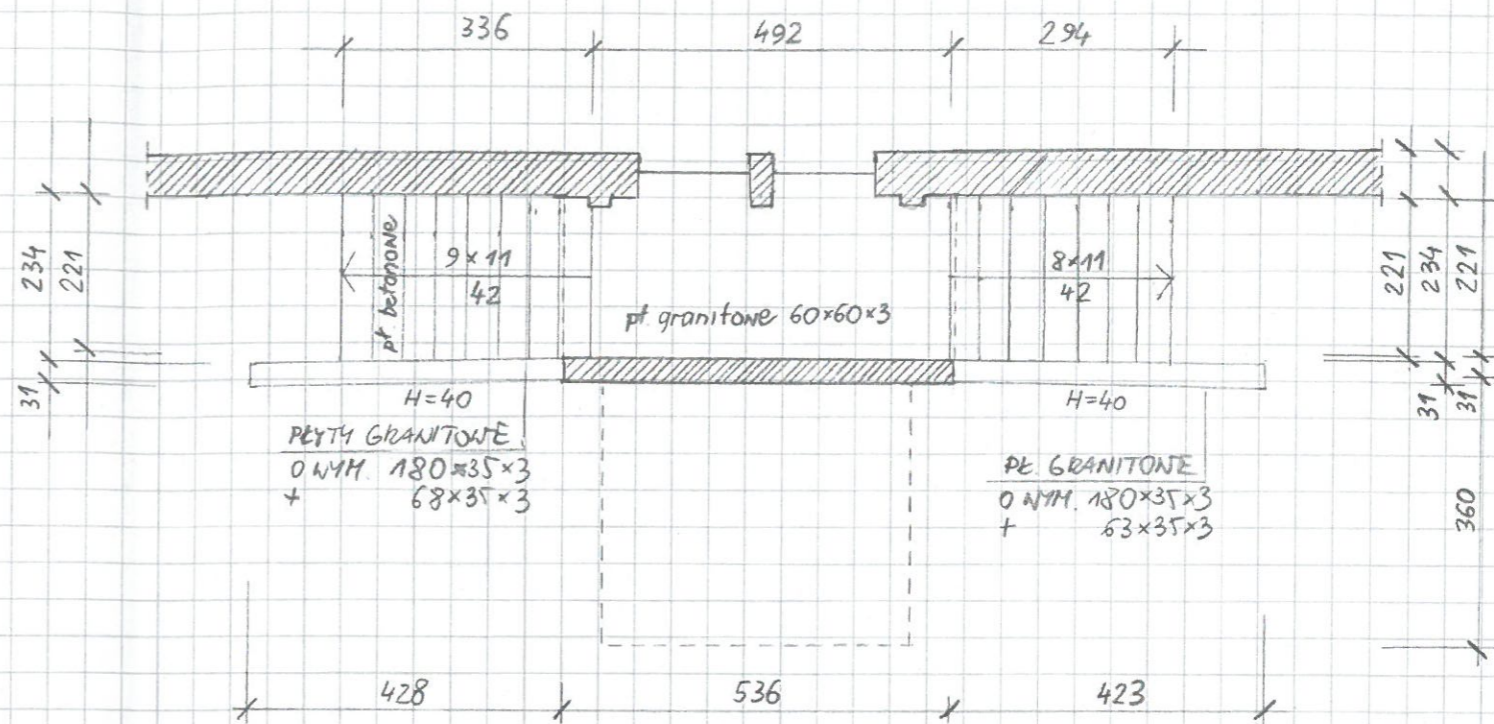 336 492 294
234
221
31
pł. betonowe
9×11
42
pł. granitowe 60×60×3
8×11
42
221
234
221
31
31
360
H=40
PŁYTY GRANITOWE
O WYM. 180×35×3
+ 68×35×3
H=40
PŁ. GRANITOWE
O WYM. 180×35×3
+ 63×35×3
428 536 423